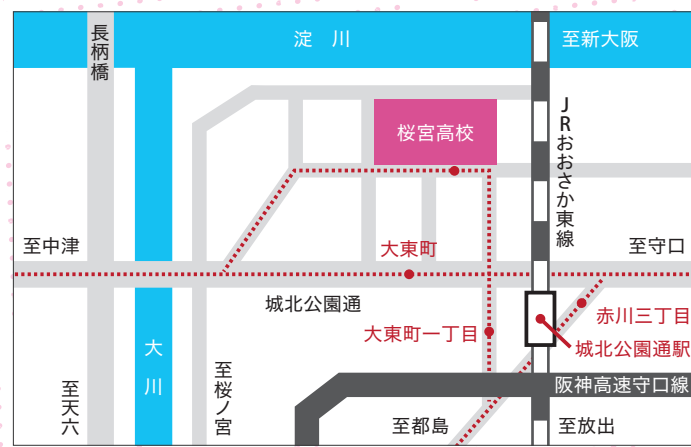 長柄橋
淀川
至新大阪
桜宮高校
JRおおさか東線
至中津
大東町
至守口
城北公園通
赤川三丁目
大東町一丁目
城北公園通駅
大川
至桜ノ宮
至天六
阪神高速守口線
至都島
至放出